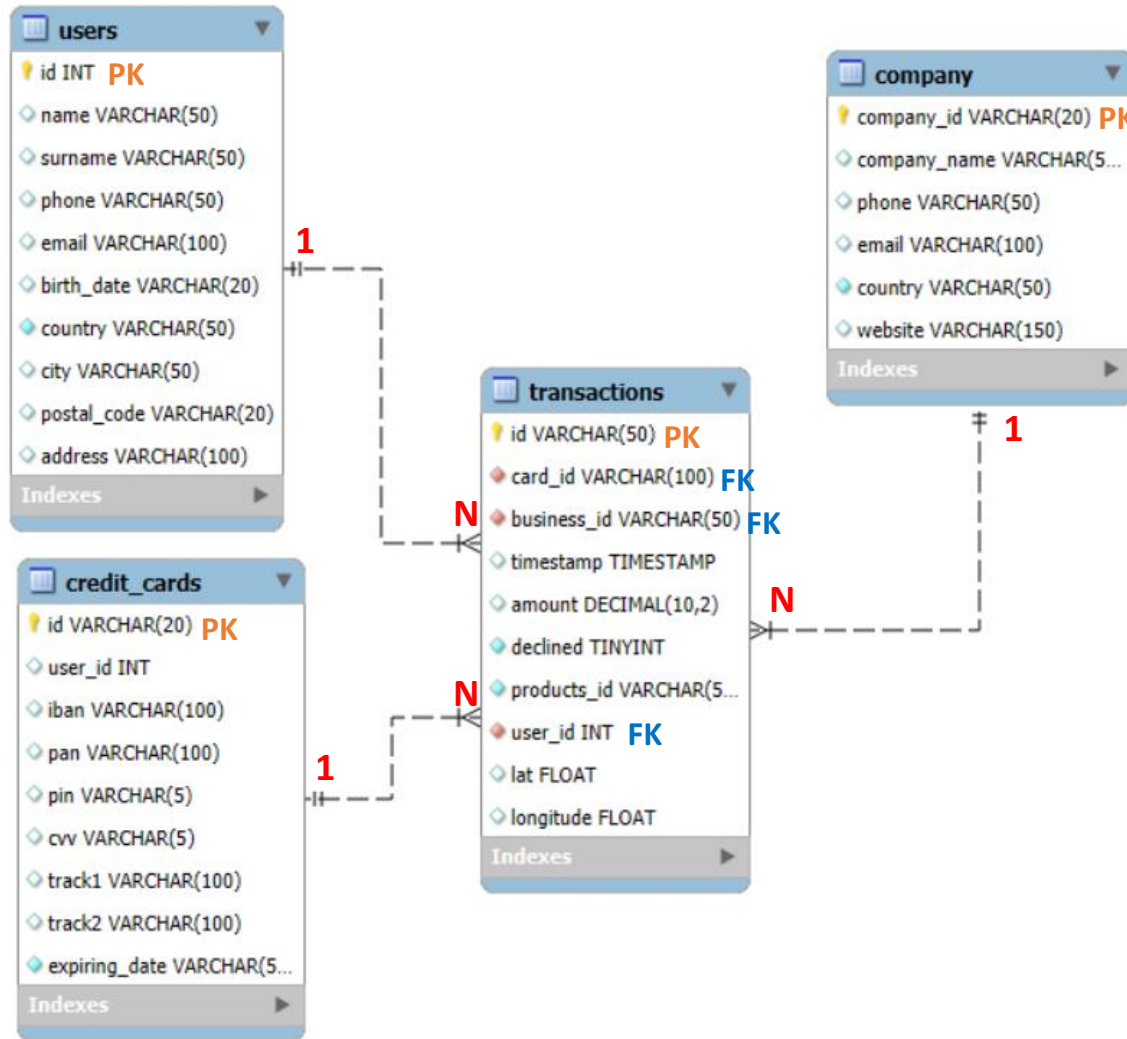 users
id INT PK
name VARCHAR(50)
surname VARCHAR(50)
phone VARCHAR(50)
email VARCHAR(100)
birth_date VARCHAR(20)
country VARCHAR(50)
city VARCHAR(50)
postal_code VARCHAR(20)
address VARCHAR(100)
Indexes
1
N
company
company_id VARCHAR(20) PK
company_name VARCHAR(5...
phone VARCHAR(50)
email VARCHAR(100)
country VARCHAR(50)
website VARCHAR(150)
Indexes
1
N
transactions
id VARCHAR(50) PK
card_id VARCHAR(100) FK
business_id VARCHAR(50) FK
timestamp TIMESTAMP
amount DECIMAL(10,2)
declined TINYINT
products_id VARCHAR(5...
user_id INT FK
lat FLOAT
longitude FLOAT
Indexes
credit_cards
id VARCHAR(20) PK
user_id INT
iban VARCHAR(100)
pan VARCHAR(100)
pin VARCHAR(5)
cvv VARCHAR(5)
track1 VARCHAR(100)
track2 VARCHAR(100)
expiring_date VARCHAR(5...
Indexes
1
N